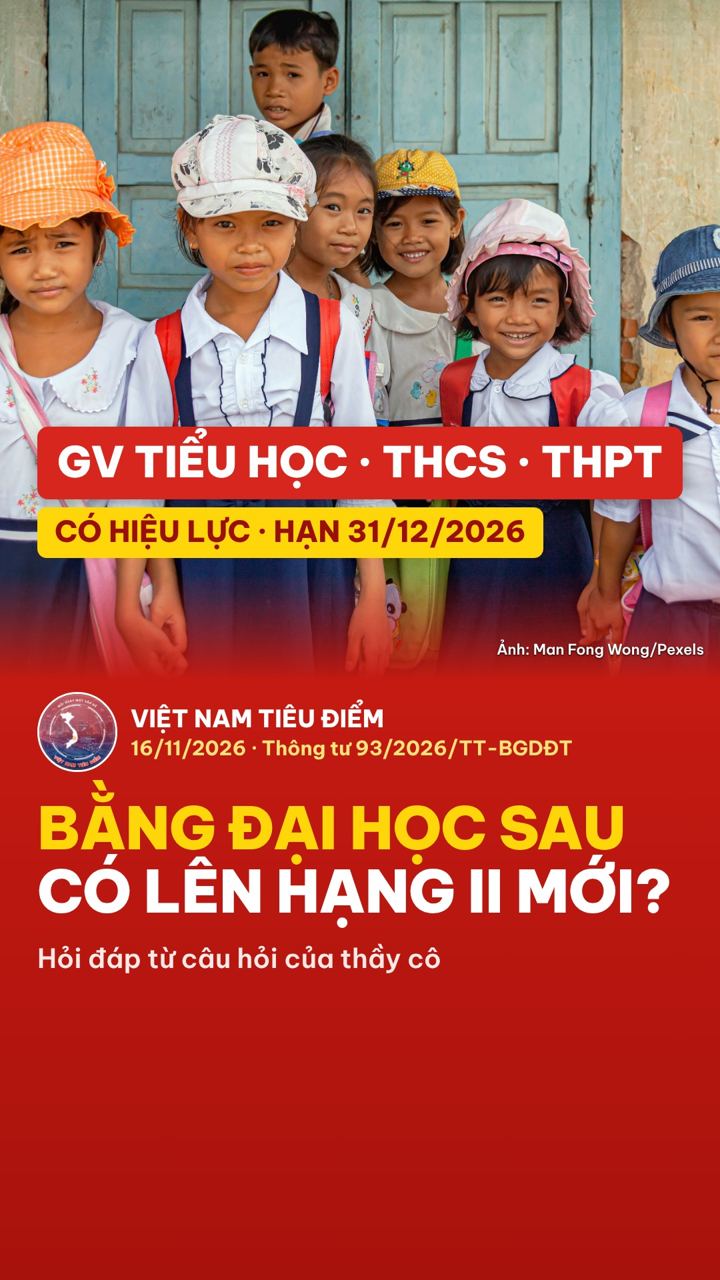 GV TIỂU HỌC · THCS · THPT
CÓ HIỆU LỰC · HẠN 31/12/2026
Ảnh: Man Fong Wong/Pexels
VIỆT NAM TIÊU ĐIỂM
16/11/2026 · Thông tư 93/2026/TT-BGDĐT
BẰNG ĐẠI HỌC SAU
CÓ LÊN HẠNG II MỚI?
Hỏi đáp từ câu hỏi của thầy cô